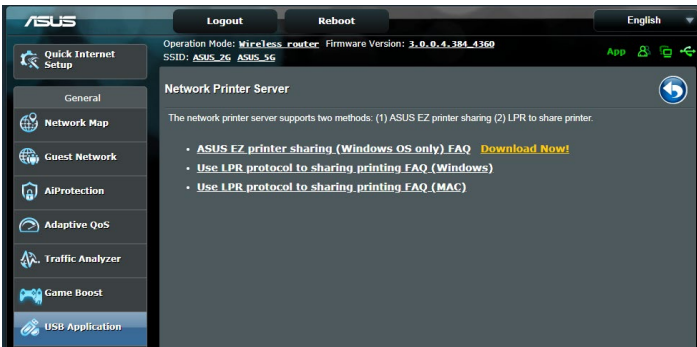 ASUS
Logout
Reboot
English
Quick Internet
Setup
Operation Mode: Wireless router Firmware Version: 3.0.0.4.384_4360
SSID: ASUS_2G ASUS_5G
App
General
Network Map
Guest Network
AiProtection
Adaptive QoS
Traffic Analyzer
Game Boost
USB Application
Network Printer Server
The network printer server supports two methods: (1) ASUS EZ printer sharing (2) LPR to share printer.
ASUS EZ printer sharing (Windows OS only) FAQ Download Now!
Use LPR protocol to sharing printing FAQ (Windows)
Use LPR protocol to sharing printing FAQ (MAC)